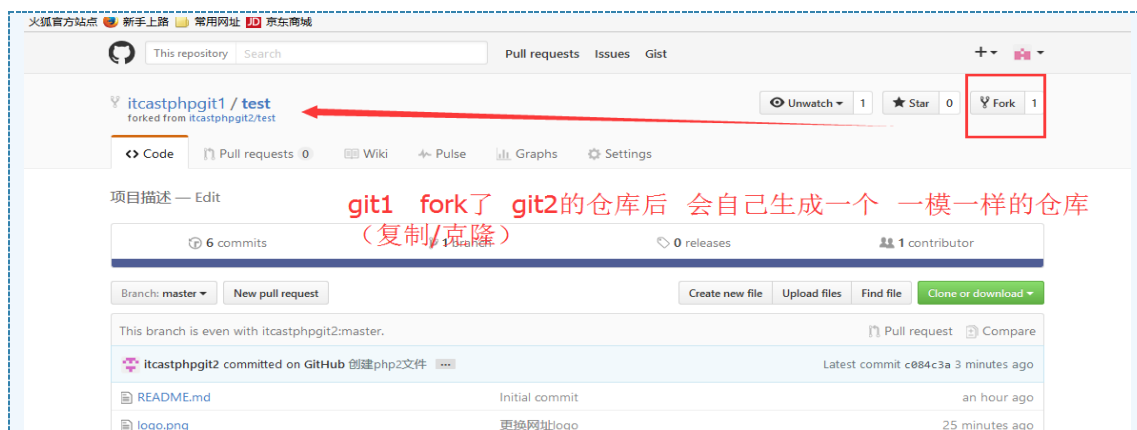 火狐官方站点 新手上路 常用网址 JD 京东商城
This repository Search Pull requests Issues Gist
itcastphpgit1 / test
forked from itcastphpgit2/test
Unwatch 1 Star 0 Fork 1
Code Pull requests 0 Wiki Pulse Graphs Settings
项目描述 — Edit
git1 fork了 git2的仓库后 会自己生成一个 一模一样的仓库
（复制/克隆）
6 commits 1 branch 0 releases 1 contributor
Branch: master New pull request Create new file Upload files Find file Clone or download
This branch is even with itcastphpgit2:master. Pull request Compare
itcastphpgit2 committed on GitHub 创建php2文件 ... Latest commit c084c3a 3 minutes ago
README.md Initial commit an hour ago
logo.png 更换网址logo 25 minutes ago